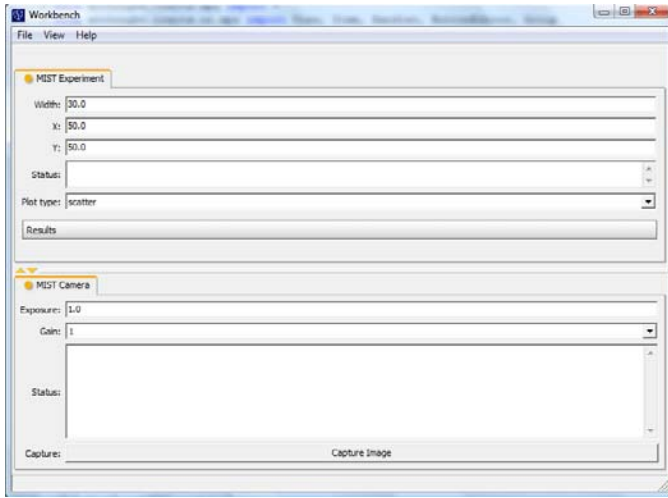 Workbench
File View Help
MIST Experiment
Width: 30.0
X: 50.0
Y: 50.0
Status:
Plot type: scatter
Results
MIST Camera
Exposure: 1.0
Gain: 1
Status:
Capture: Capture Image